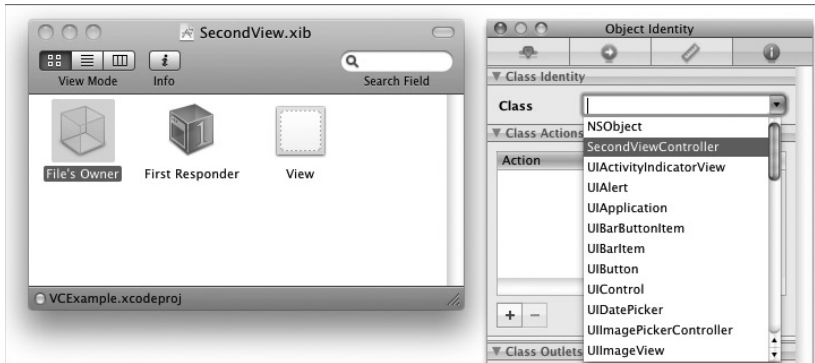 SecondView.xib
View Mode
Info
Search Field
File's Owner
First Responder
1
View
VCExample.xcodeproj
Object Identity
Class Identity
Class
Class Actions
Action
NSObject
SecondViewController
UIActivityIndicatorView
UIAlert
UIApplication
UIBarButtonItem
UIBarItem
UIButton
UIControl
UIDatePicker
UIImagePickerController
UIImageView
+ −
Class Outlets